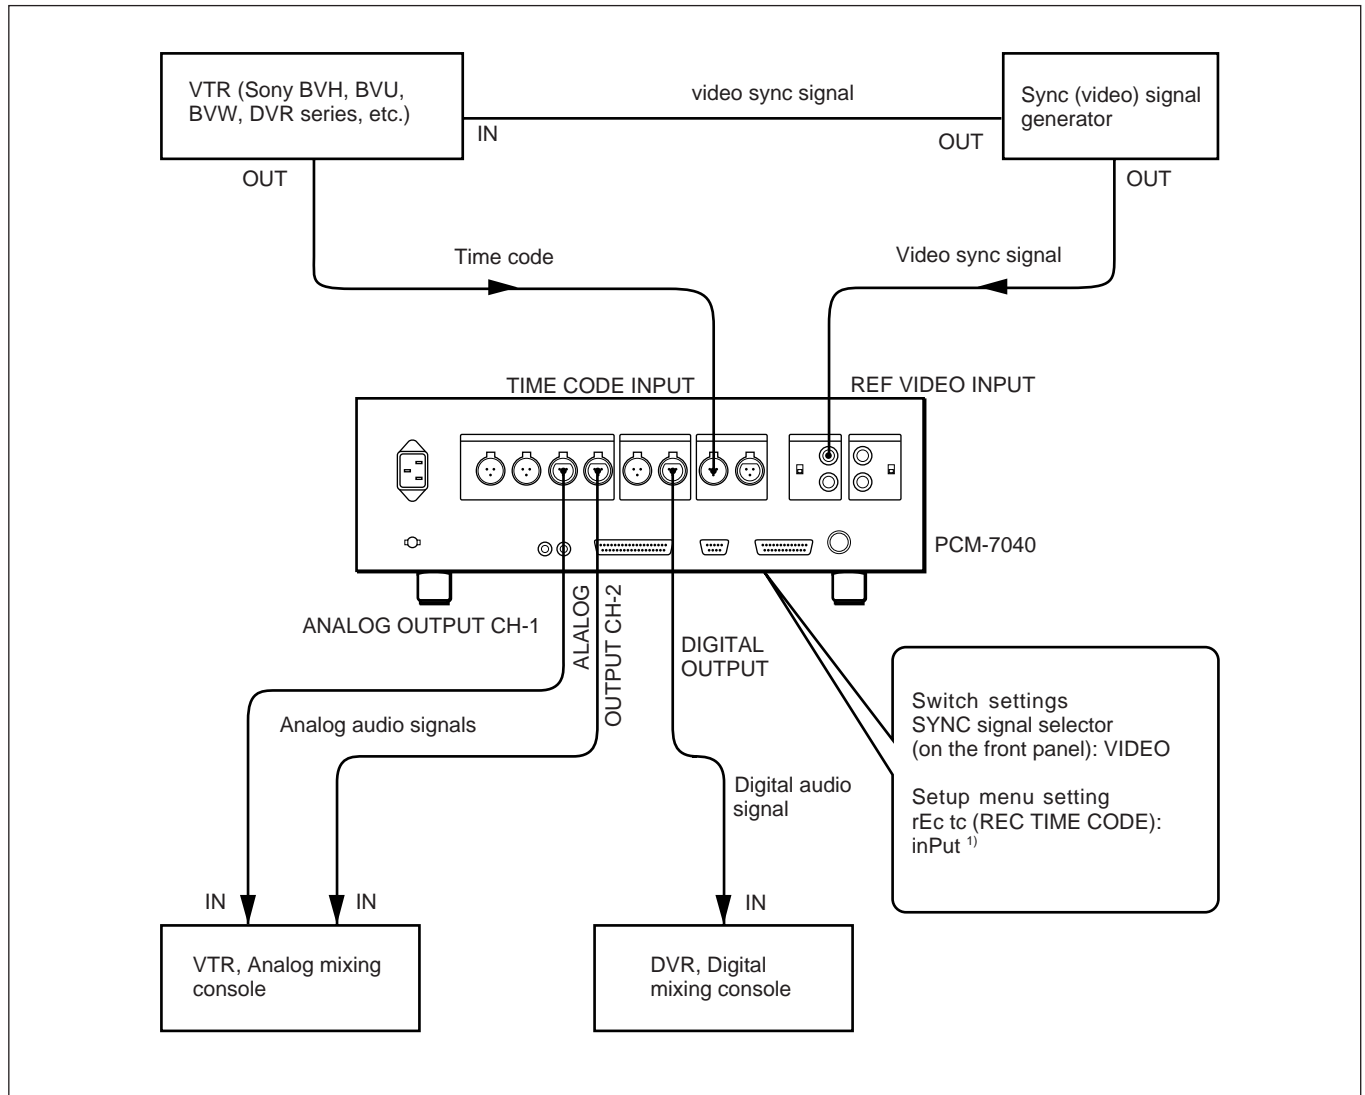 VTR (Sony BVH, BVU,
BVW, DVR series, etc.)
video sync signal
Sync (video) signal
generator
IN
OUT
OUT
OUT
Time code
Video sync signal
TIME CODE INPUT
REF VIDEO INPUT
PCM-7040
ANALOG OUTPUT CH-1
ALALOG
OUTPUT CH-2
DIGITAL
OUTPUT
Switch settings
SYNC signal selector
(on the front panel): VIDEO
Setup menu setting
rEc tc (REC TIME CODE):
inPut 1)
Analog audio signals
Digital audio
signal
IN
IN
IN
VTR, Analog mixing
console
DVR, Digital
mixing console